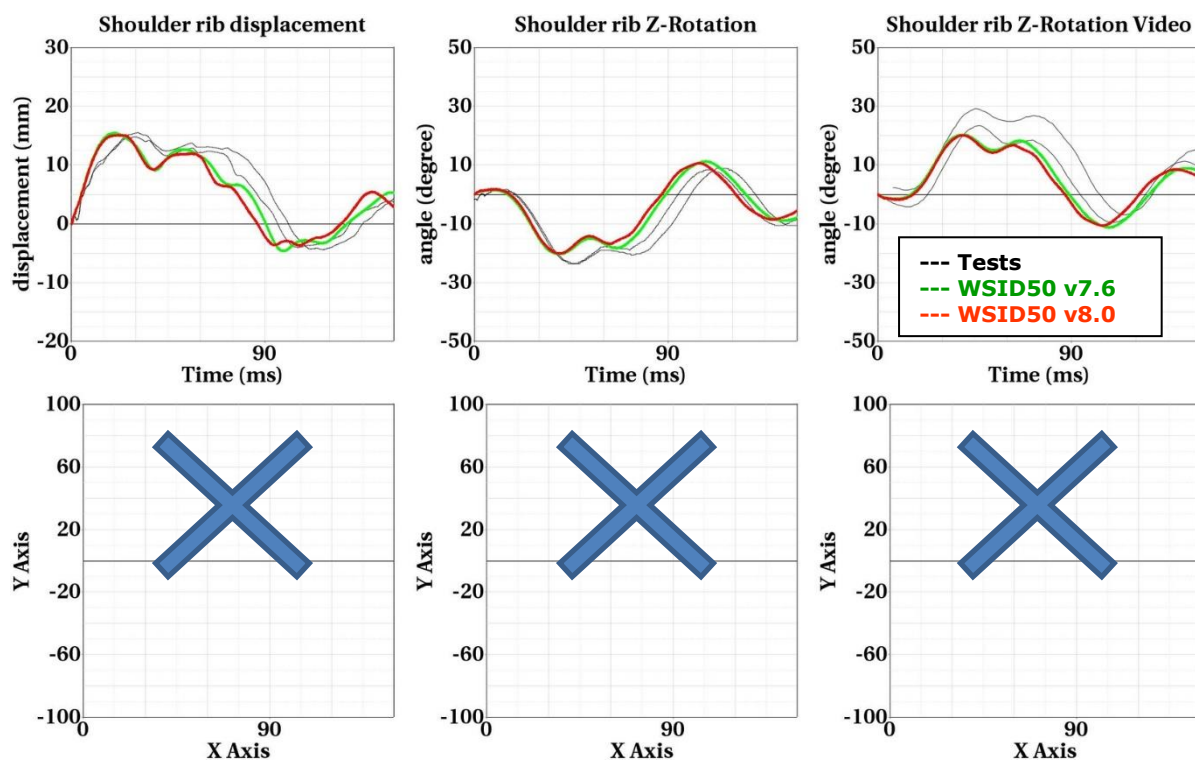 Shoulder rib displacement
30
20
10
0
-10
-20
displacement (mm)
0
90
Time (ms)
Shoulder rib Z-Rotation
50
30
10
-10
-30
-50
angle (degree)
0
90
Time (ms)
Shoulder rib Z-Rotation Video
50
30
10
-10
-30
-50
angle (degree)
0
90
Time (ms)
--- Tests
--- WSID50 v7.6
--- WSID50 v8.0
100
60
20
-20
-60
-100
Y Axis
0
90
X Axis
100
60
20
-20
-60
-100
Y Axis
0
90
X Axis
100
60
20
-20
-60
-100
Y Axis
0
90
X Axis